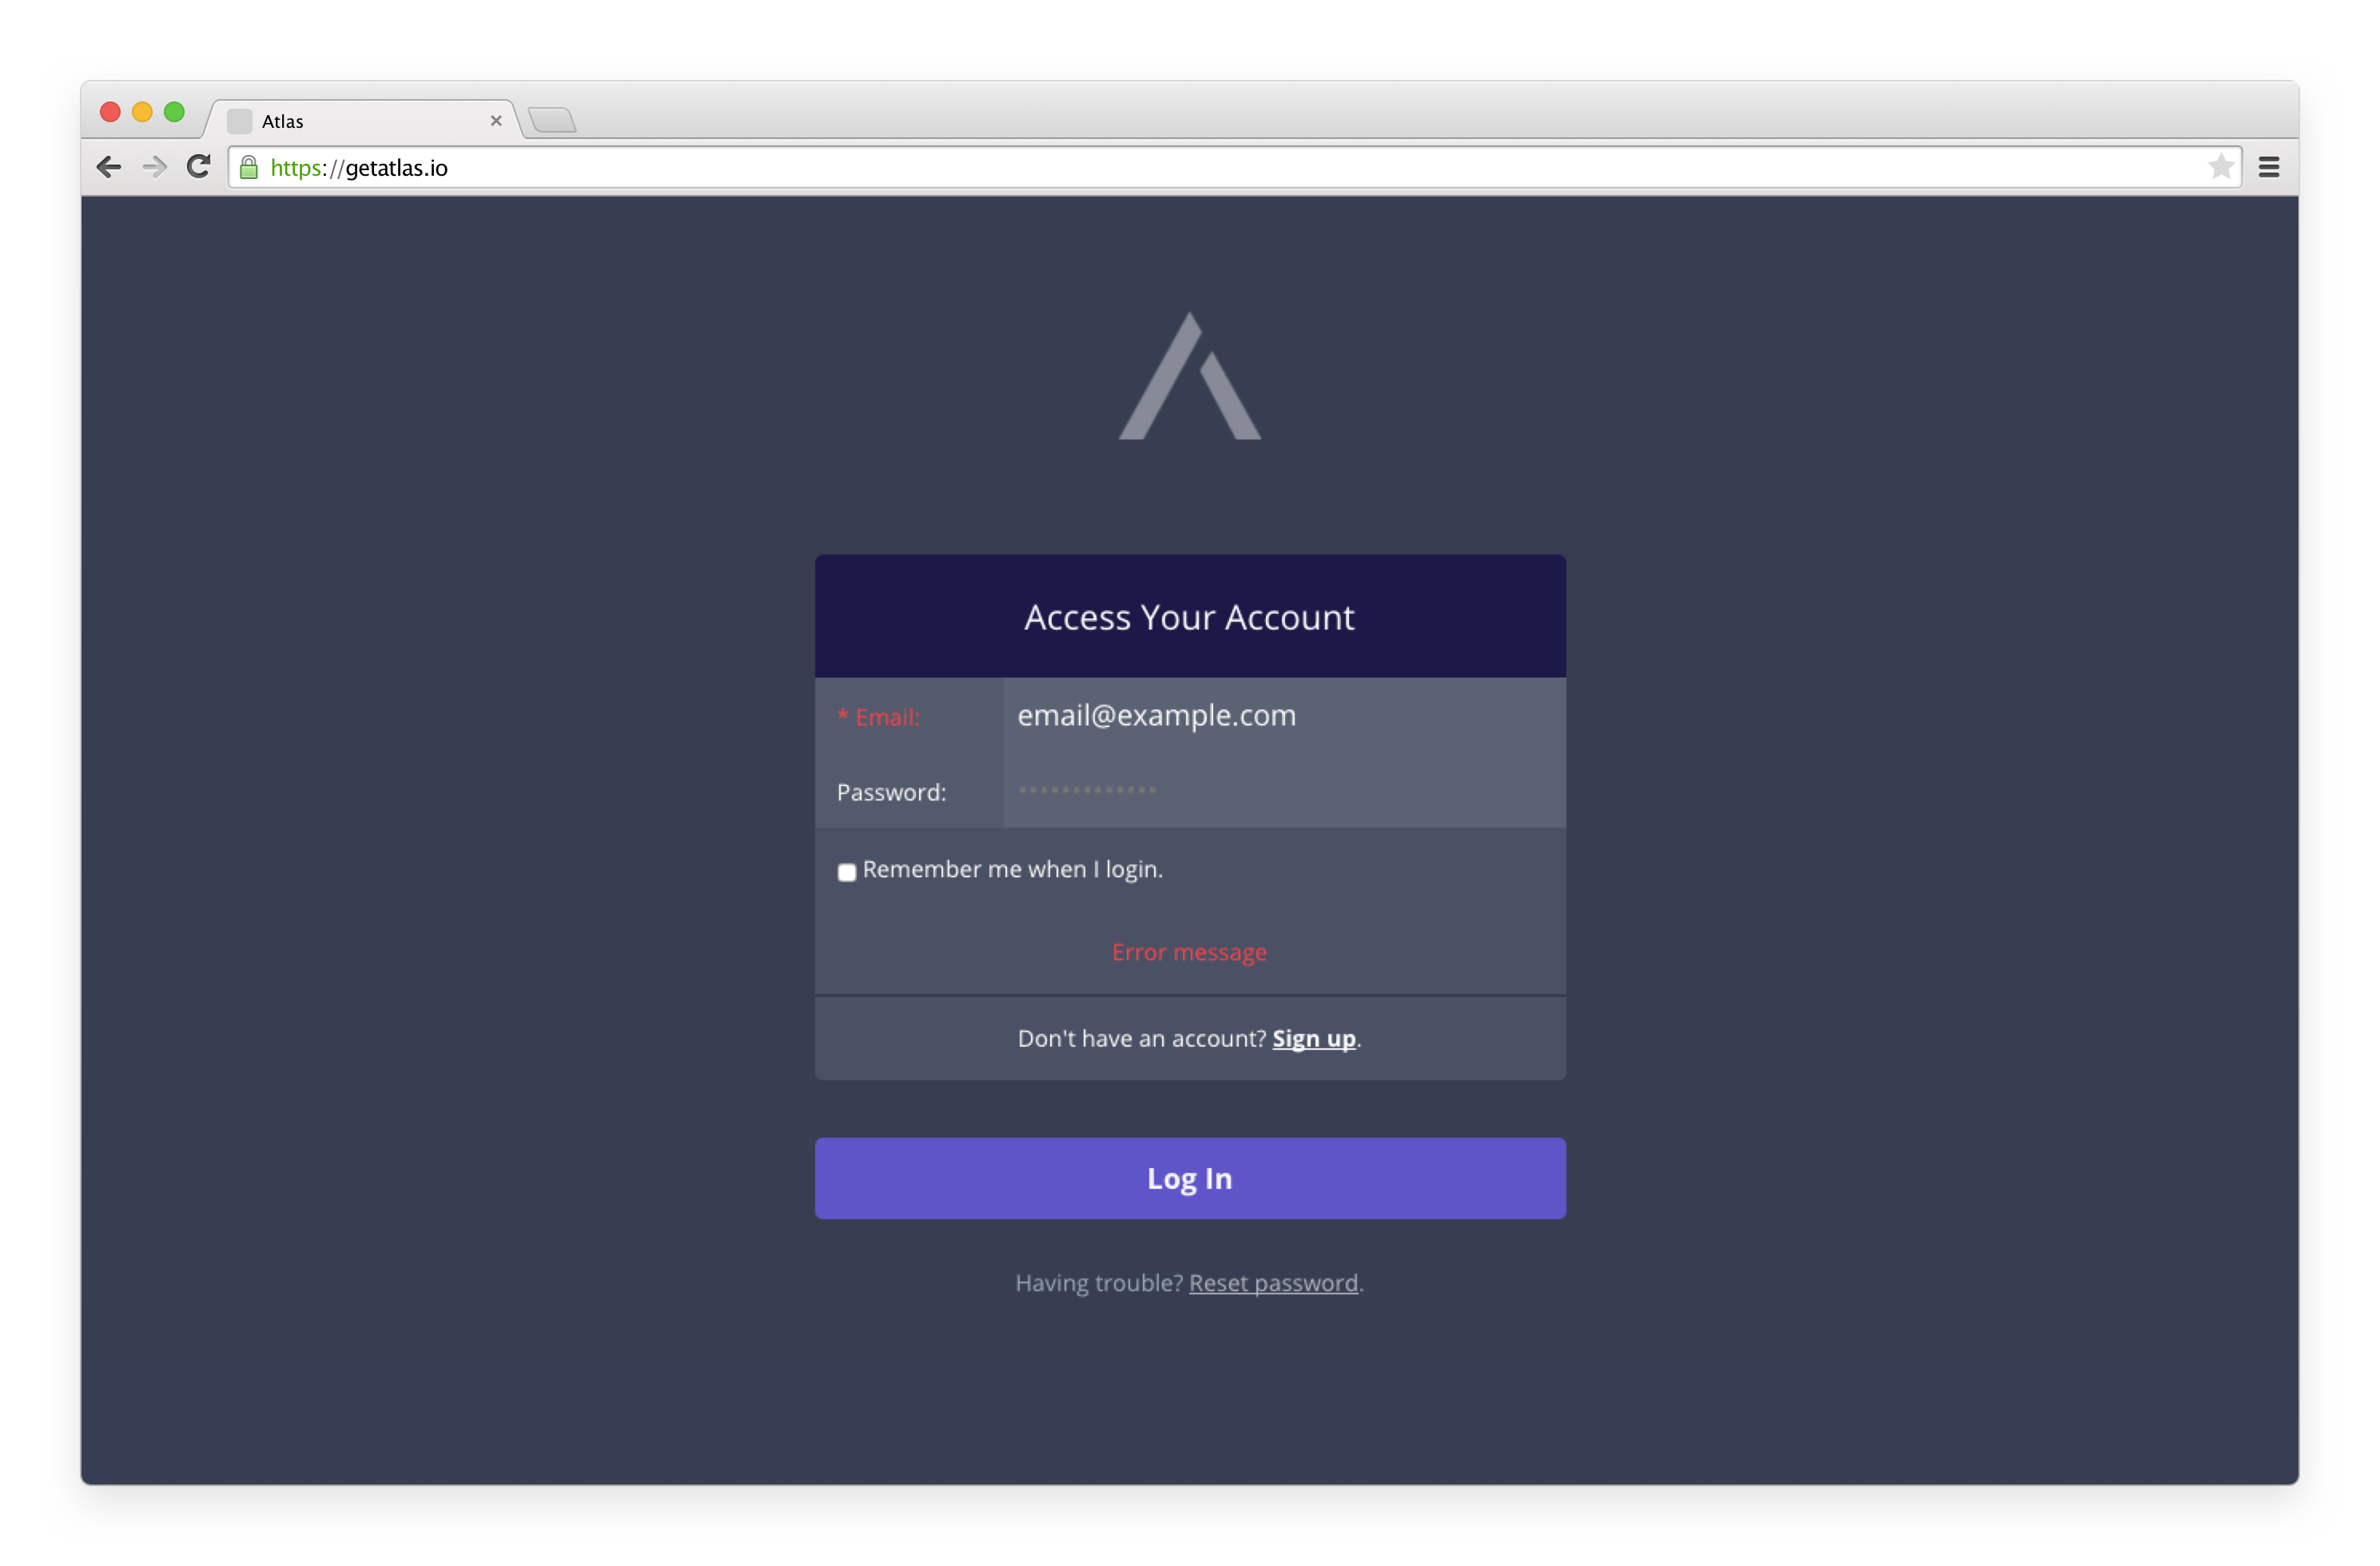 Atlas
https://getatlas.io
Access Your Account
* Email: email@example.com
Password: •••••••••••••
Remember me when I login.
Error message
Don't have an account? Sign up.
Log In
Having trouble? Reset password.